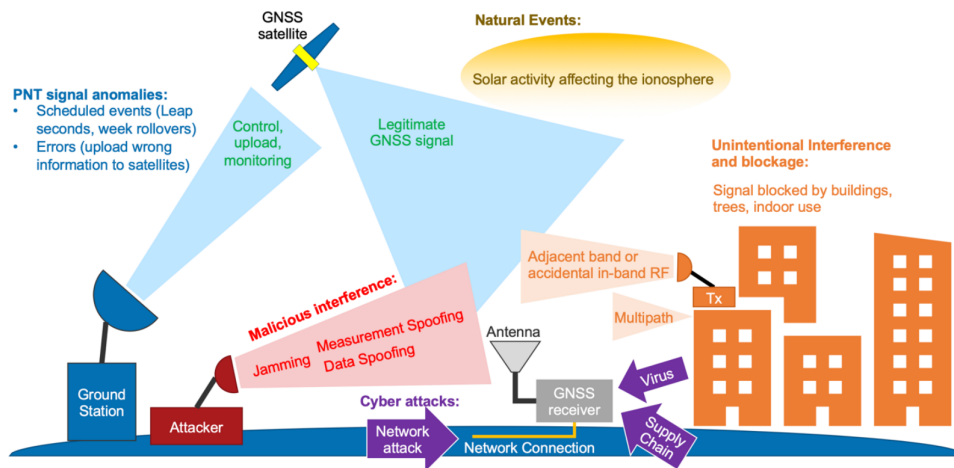 GNSS
satellite
Natural Events:
Solar activity affecting the ionosphere
PNT signal anomalies:
• Scheduled events (Leap
seconds, week rollovers)
• Errors (upload wrong
information to satellites)
Control,
upload,
monitoring
Legitimate
GNSS signal
Unintentional Interference
and blockage:
Signal blocked by buildings,
trees, indoor use
Adjacent band or
accidental in-band RF
Tx
Multipath
Malicious interference:
Jamming
Measurement Spoofing
Data Spoofing
Antenna
Ground
Station
Attacker
Cyber attacks:
Network
attack
Network Connection
GNSS
receiver
Virus
Supply
Chain